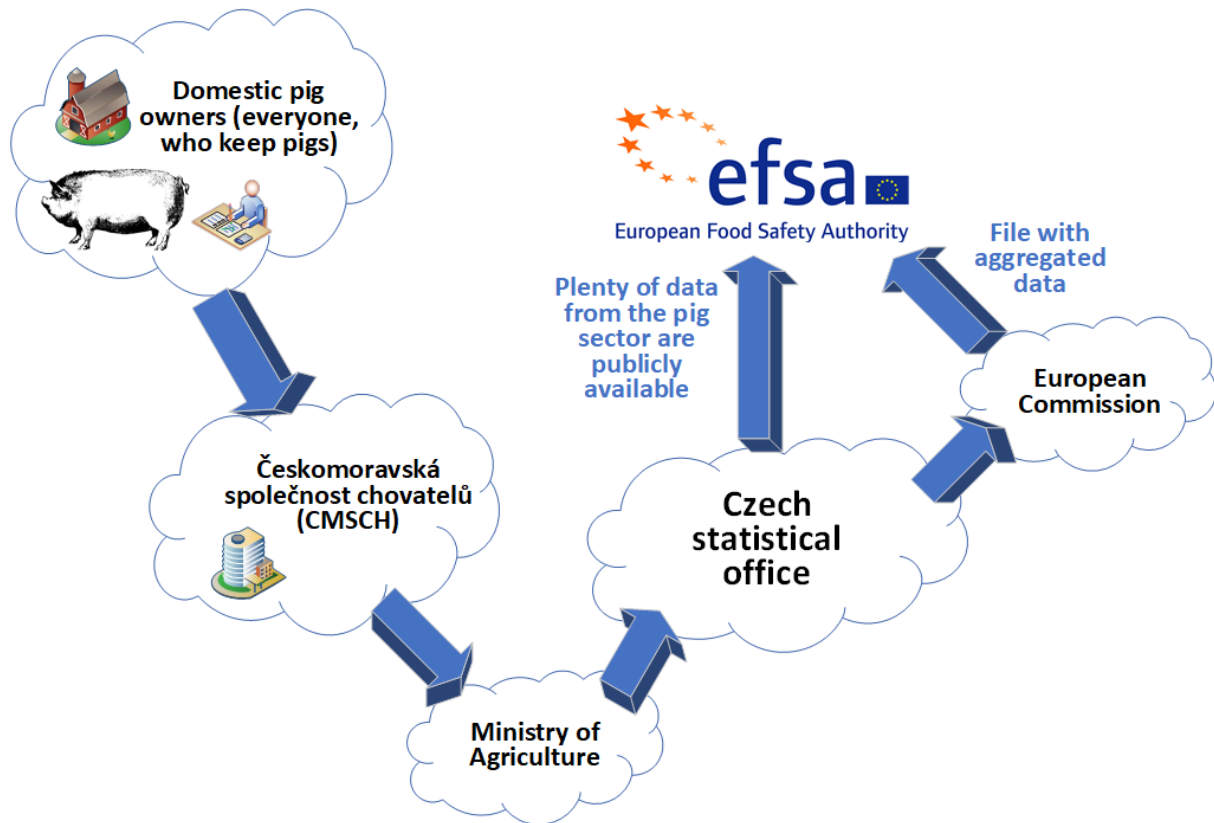 Domestic pig
owners (everyone,
who keep pigs)
efsa
European Food Safety Authority
File with
aggregated
data
Plenty of data
from the pig
sector are
publicly
available
European
Commission
Českomoravská
společnost chovatelů
(CMSCH)
Czech
statistical
office
Ministry of
Agriculture